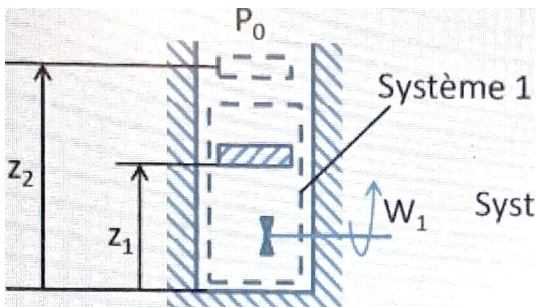 P₀
Système 1
z₂
z₁
W₁
Syst